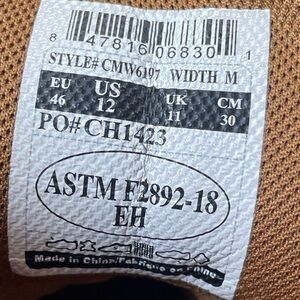 8 47816 06830 1
STYLE# CMW6197 WIDTH M
EU US UK CM
46 12 11 30
PO# CH1423
ASTM F2892-18
EH
Made in China/Fabriqué en Chine